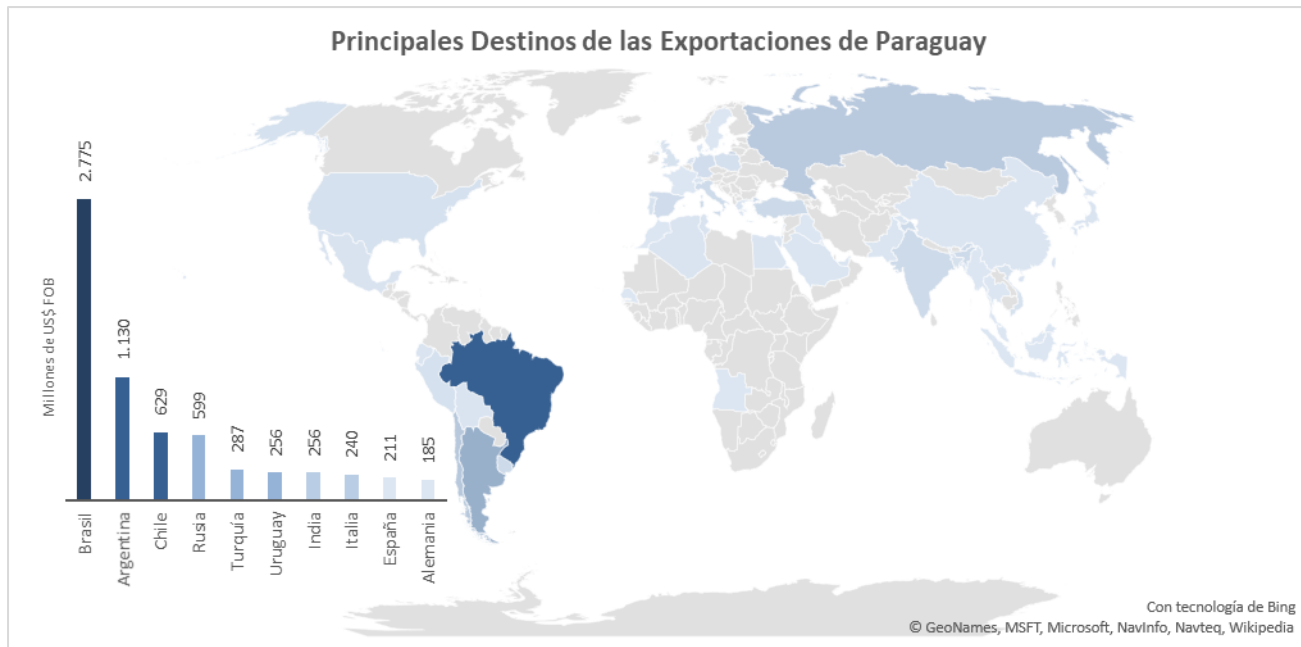 Principales Destinos de las Exportaciones de Paraguay
Millones de US$ FOB
2.775
1.130
629
599
287
256
256
240
211
185
Brasil
Argentina
Chile
Rusia
Turquía
Uruguay
India
Italia
España
Alemania
Con tecnología de Bing
© GeoNames, MSFT, Microsoft, NavInfo, Navteq, Wikipedia